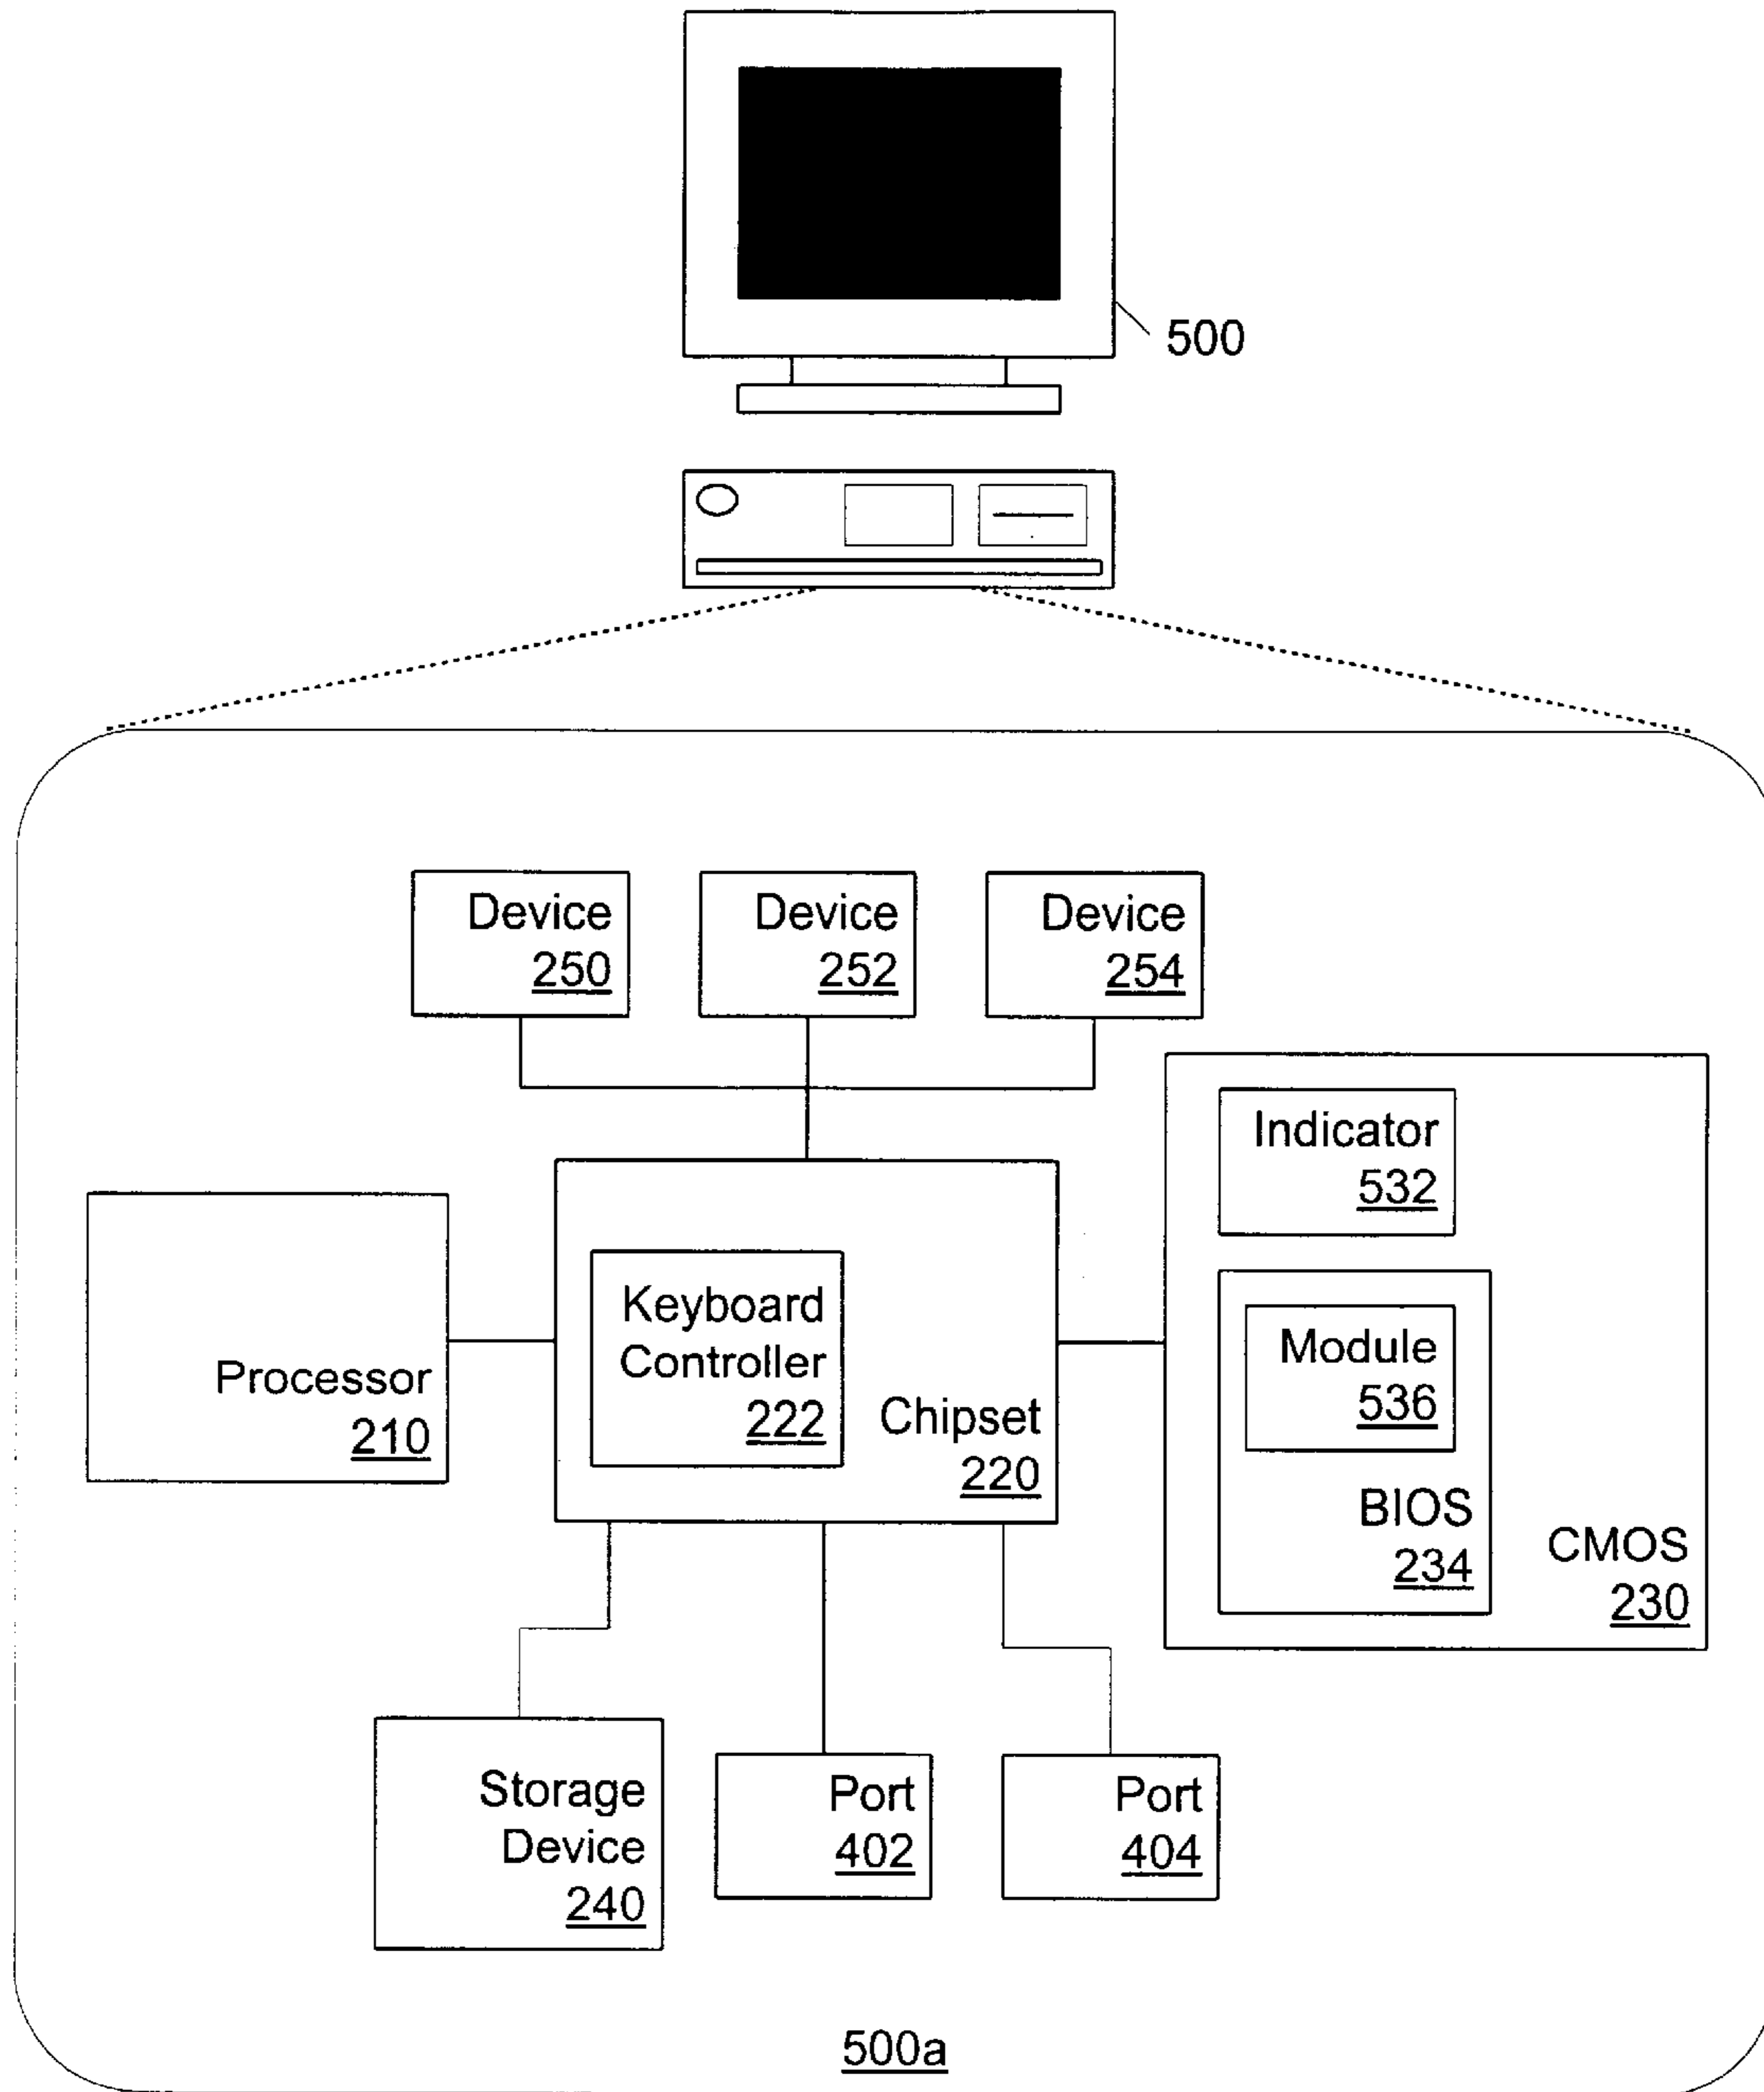 500
Device
250
Device
252
Device
254
Indicator
532
Keyboard
Controller
222
Chipset
220
Processor
210
Module
536
BIOS
234
CMOS
230
Storage
Device
240
Port
402
Port
404
500a